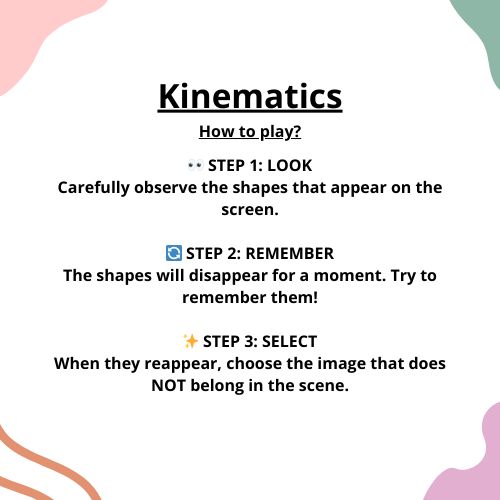 Kinematics
How to play?
👀 STEP 1: LOOK
Carefully observe the shapes that appear on the
screen.
🔄 STEP 2: REMEMBER
The shapes will disappear for a moment. Try to
remember them!
✨ STEP 3: SELECT
When they reappear, choose the image that does
NOT belong in the scene.